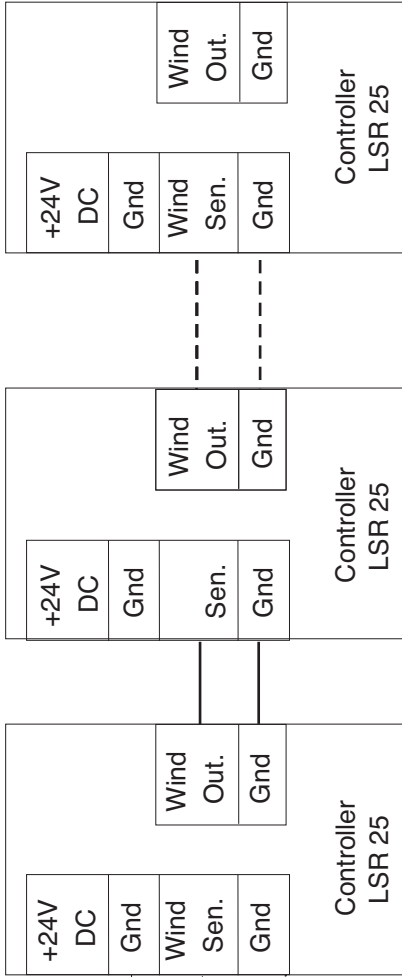 +24V
DC
Gnd
Wind
Sen.
Gnd
Wind
Out.
Gnd
Controller
LSR 25
+24V
DC
Gnd
Sen.
Gnd
Wind
Out.
Gnd
Controller
LSR 25
+24V
DC
Gnd
Wind
Sen.
Gnd
Wind
Out.
Gnd
Controller
LSR 25